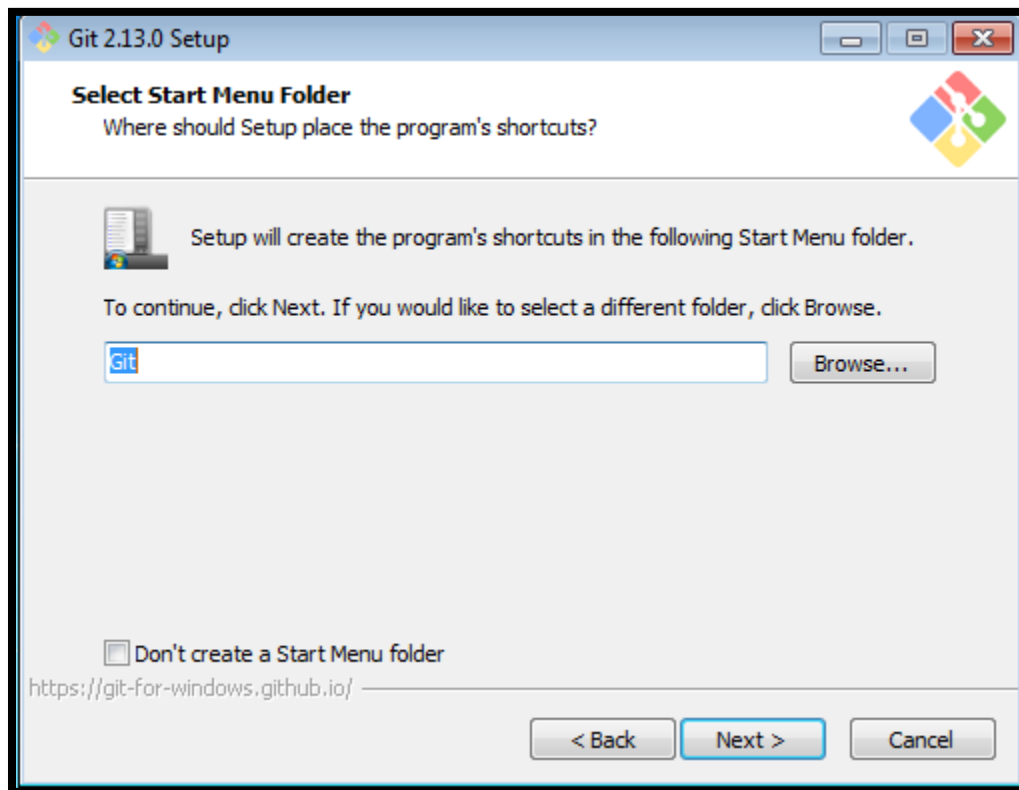 Git 2.13.0 Setup
Select Start Menu Folder
Where should Setup place the program's shortcuts?
Setup will create the program's shortcuts in the following Start Menu folder.
To continue, click Next. If you would like to select a different folder, click Browse.
Git
Browse...
Don't create a Start Menu folder
https://git-for-windows.github.io/
< Back
Next >
Cancel